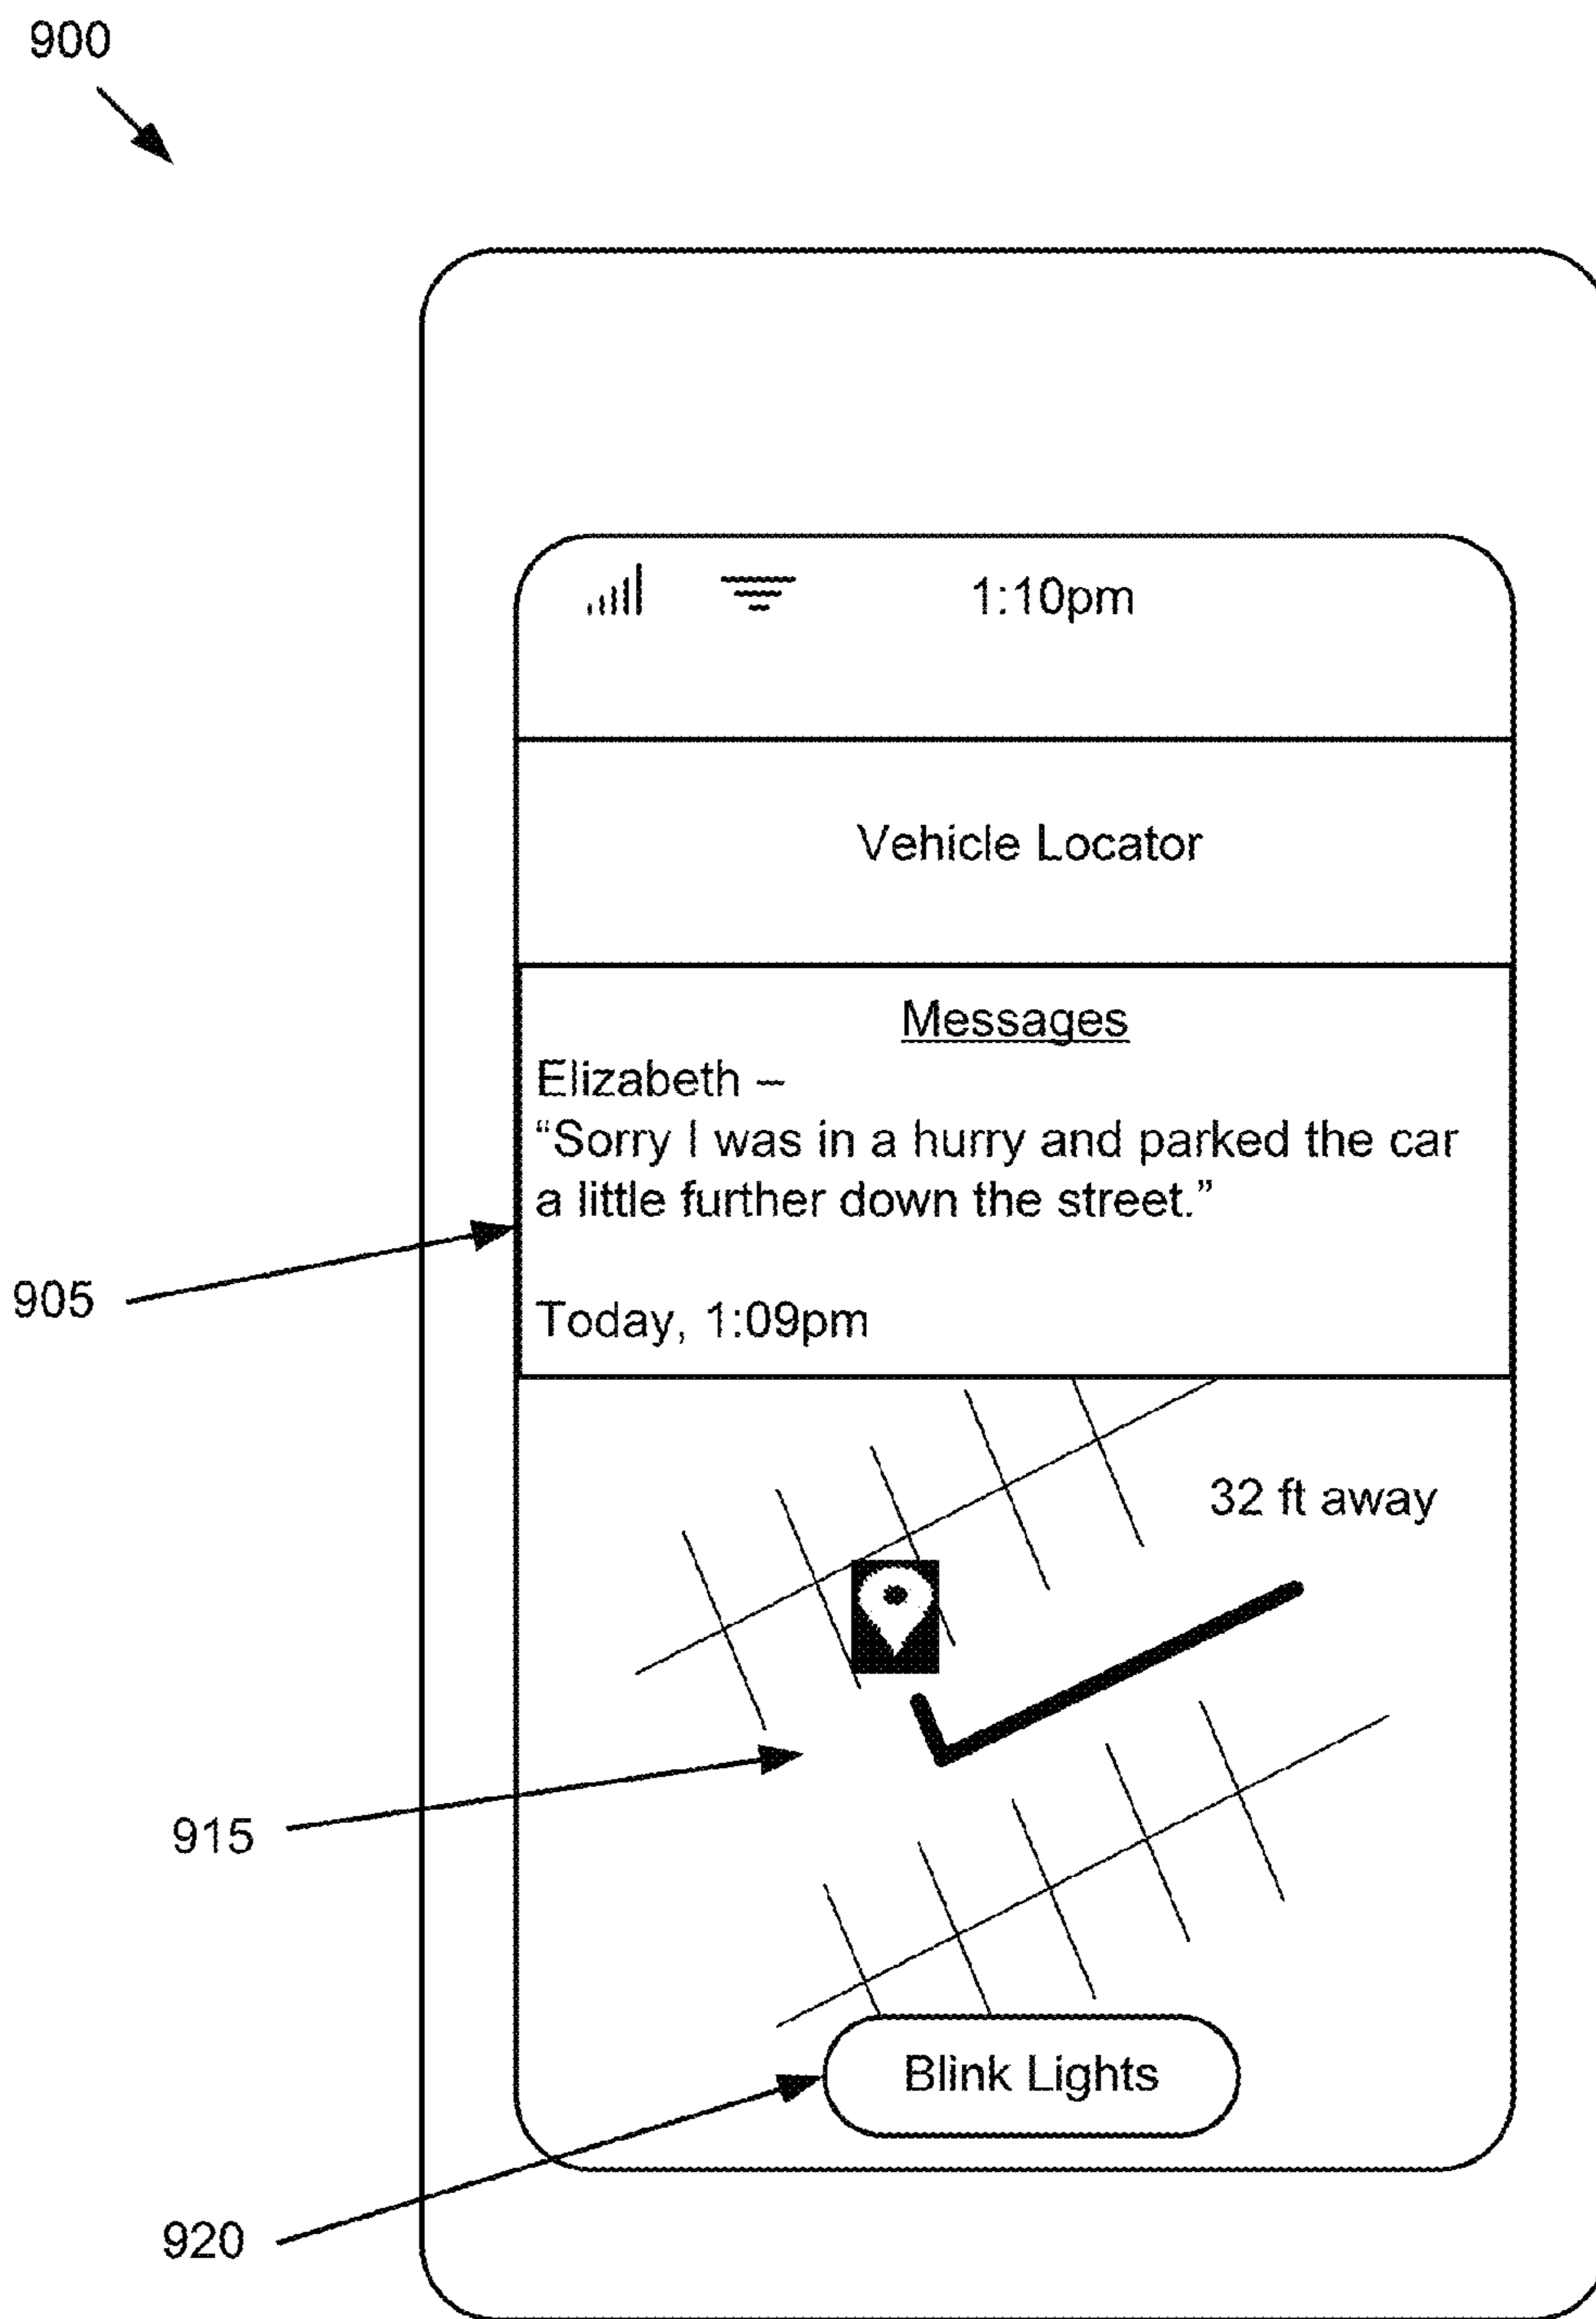 900
1:10pm
Vehicle Locator
Messages
Elizabeth –
“Sorry I was in a hurry and parked the car
a little further down the street.”
905
Today, 1:09pm
32 ft away
915
Blink Lights
920